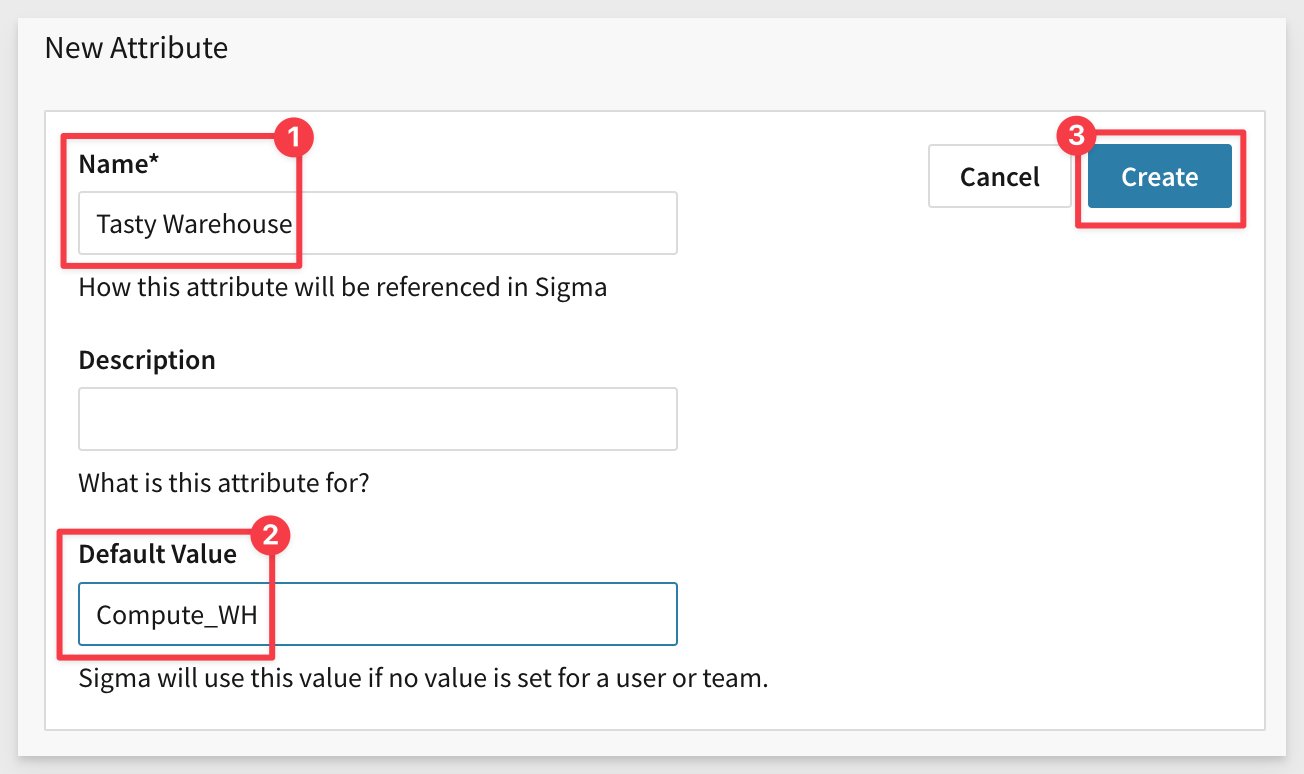 New Attribute
1
Name*
Tasty Warehouse
How this attribute will be referenced in Sigma
3
Cancel
Create
Description
What is this attribute for?
2
Default Value
Compute_WH
Sigma will use this value if no value is set for a user or team.